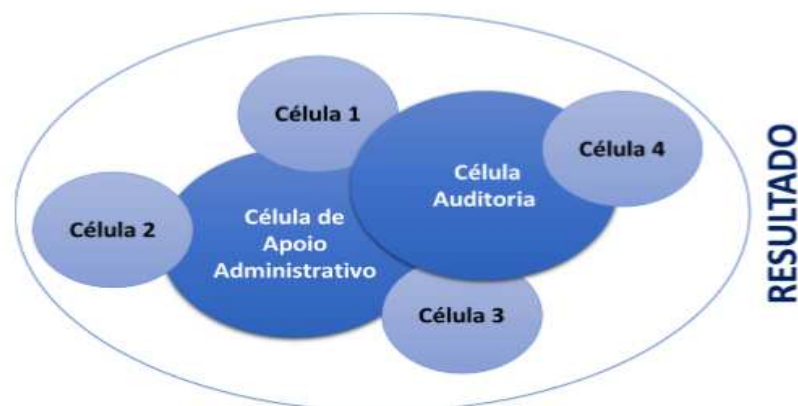 Célula 1
Célula
Auditoria
Célula 4
Célula 2
Célula de
Apoio
Administrativo
Célula 3
RESULTADO